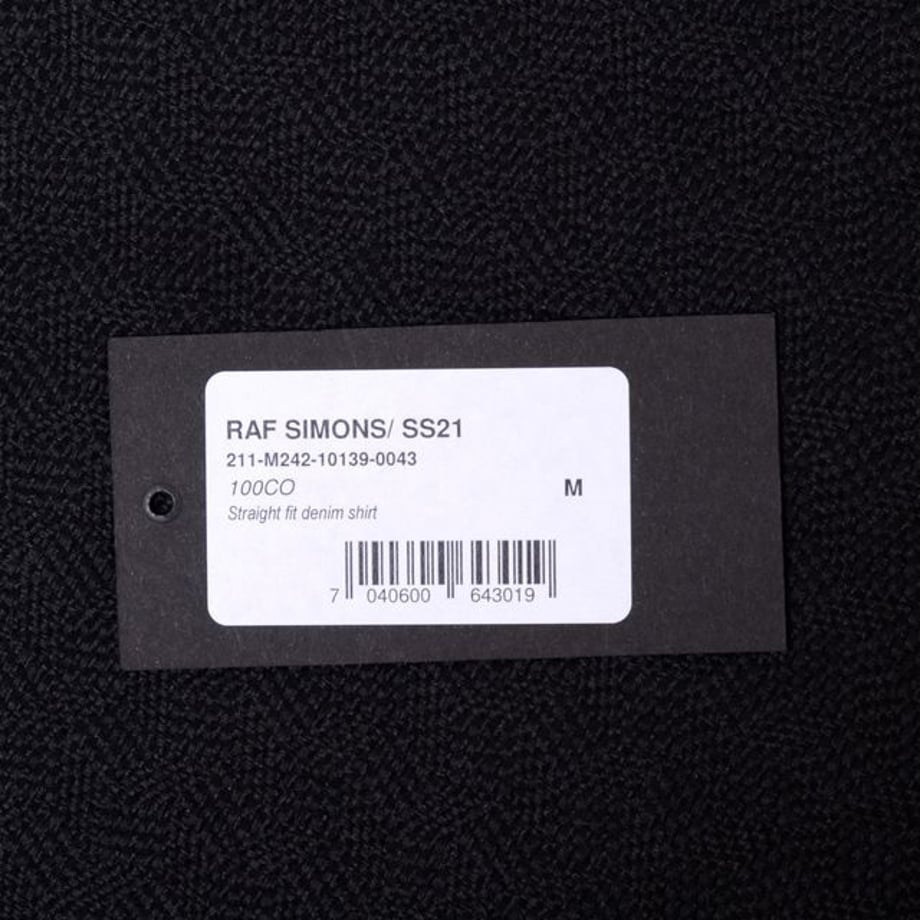 RAF SIMONS/ SS21
211-M242-10139-0043
100CO
M
Straight fit denim shirt
7 040600 643019